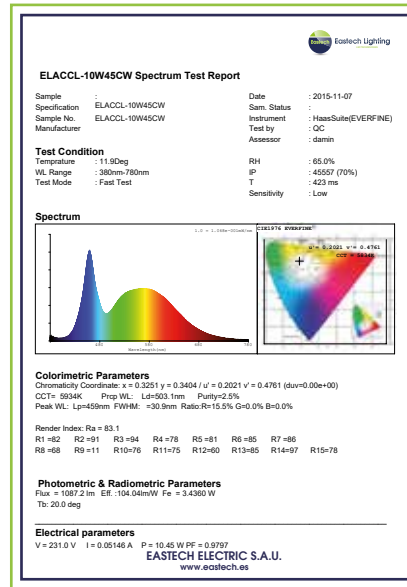 Eastech
Eastech Lighting
ELACCL-10W45CW Spectrum Test Report
Sample :
Date : 2015-11-07
Specification ELACCL-10W45CW
Sam. Status :
Sample No. ELACCL-10W45CW
Instrument : HaasSuite(EVERFINE)
Manufacturer
Test by : QC
Assessor : damin
Test Condition
Temprature : 11.9Deg
RH : 65.0%
WL Range : 380nm-780nm
IP : 45557 (70%)
Test Mode : Fast Test
T : 423 ms
Sensitivity : Low
Spectrum
CIE1976 EVERFINE
u'= 0.2021 v'= 0.4761
CCT = 5934K
Wavelength(nm)
Colorimetric Parameters
Chromaticity Coordinate: x = 0.3251 y = 0.3404 / u' = 0.2021 v' = 0.4761 (duv=0.00e+00)
CCT= 5934K Prcp WL: Ld=503.1nm Purity=2.5%
Peak WL: Lp=459nm FWHM: =30.9nm Ratio:R=15.5% G=0.0% B=0.0%
Render Index: Ra = 83.1
R1 =82 R2 =91 R3 =94 R4 =78 R5 =81 R6 =85 R7 =86
R8 =68 R9 =11 R10=76 R11=75 R12=60 R13=85 R14=97 R15=78
Photometric & Radiometric Parameters
Flux = 1087.2 lm Eff. :104.04lm/W Fe = 3.4360 W
Tb: 20.0 deg
Electrical parameters
V = 231.0 V I = 0.05146 A P = 10.45 W PF = 0.9797
EASTECH ELECTRIC S.A.U.
www.eastech.es